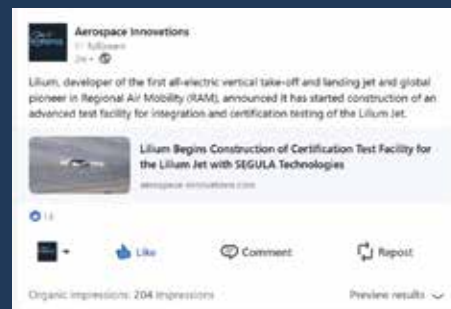 Aerospace Innovations
followers
Lilium, developer of the first all-electric vertical take-off and landing jet and global
pioneer in Regional Air Mobility (RAM), announced it has started construction of an
advanced test facility for integration and certification testing of the Lilium Jet.
Lilium Begins Construction of Certification Test Facility for
the Lilium Jet with SEGULA Technologies
aerospace-innovations.com
Like
Comment
Repost
Organic impressions: 204 Impressions
Preview results